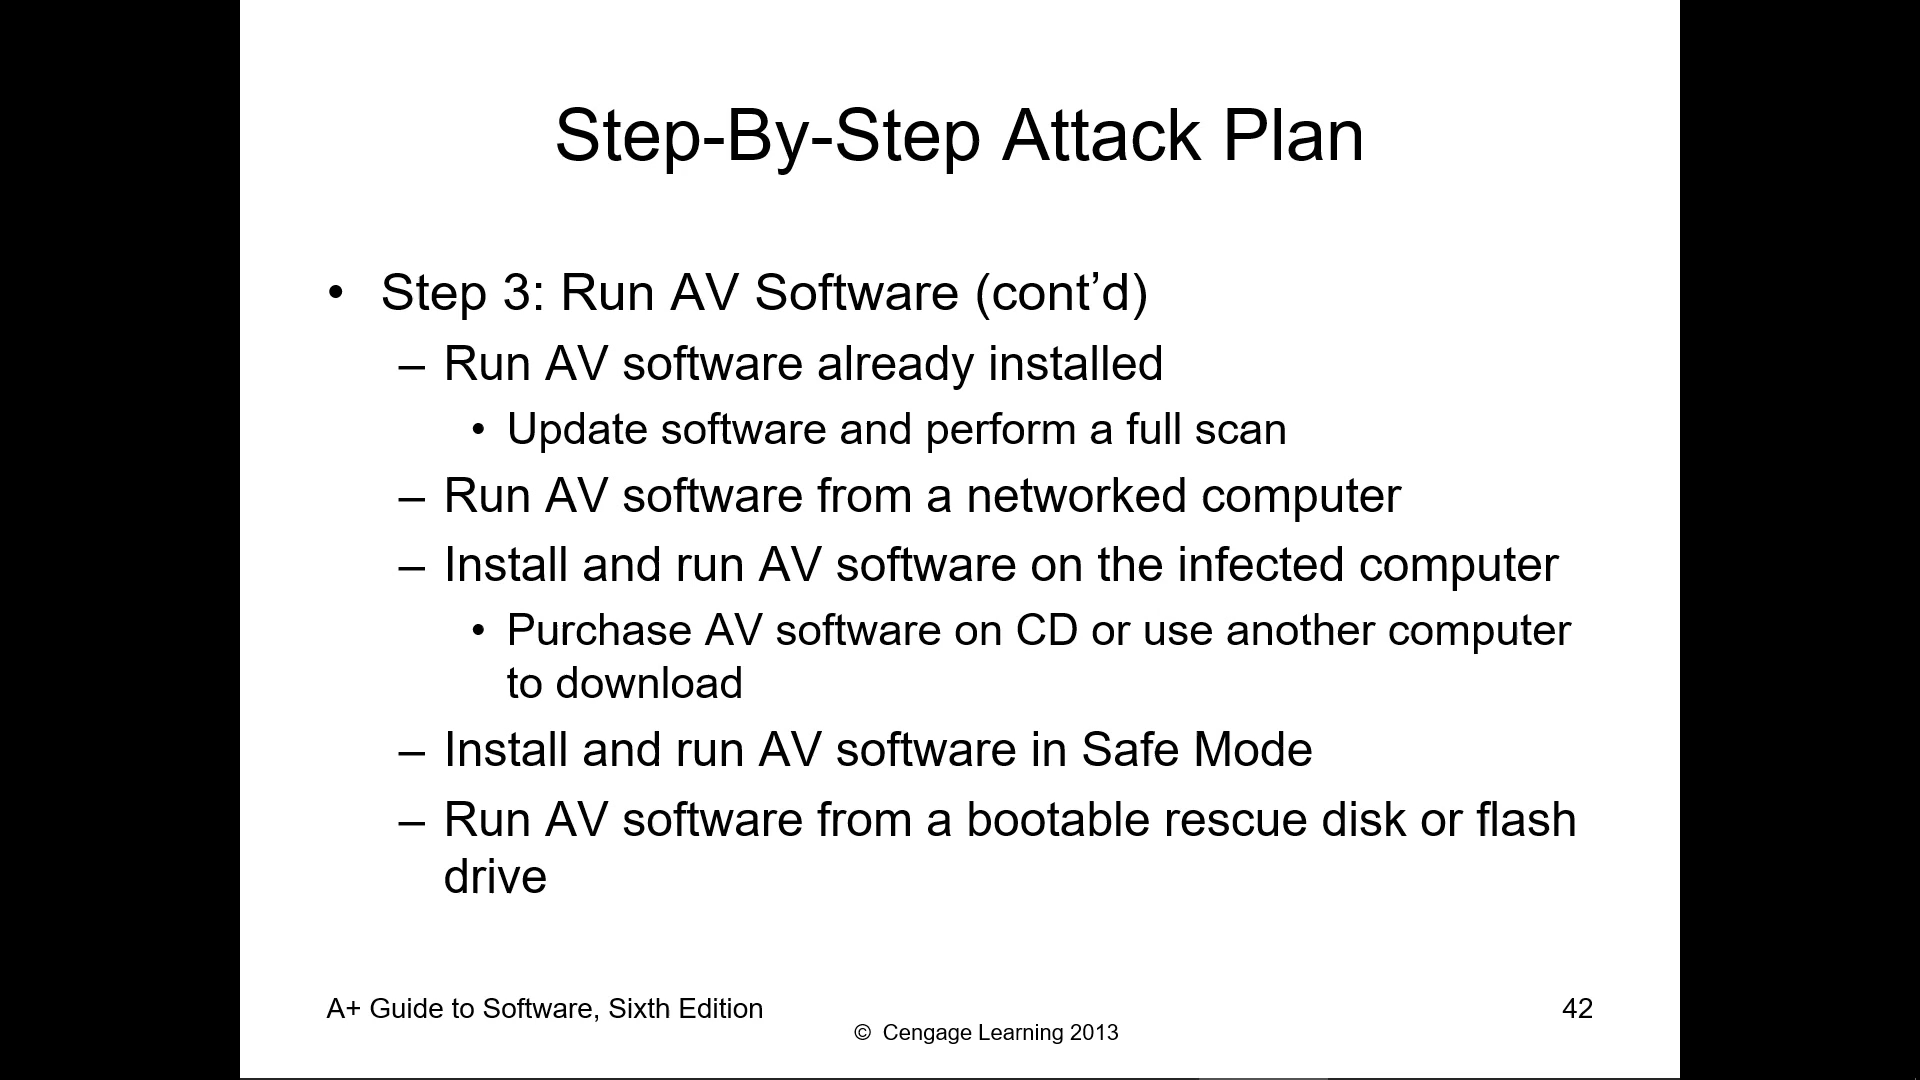 Step-By-Step Attack Plan
• Step 3: Run AV Software (cont’d)
– Run AV software already installed
• Update software and perform a full scan
– Run AV software from a networked computer
– Install and run AV software on the infected computer
• Purchase AV software on CD or use another computer
to download
– Install and run AV software in Safe Mode
– Run AV software from a bootable rescue disk or flash
drive
A+ Guide to Software, Sixth Edition
42
© Cengage Learning 2013